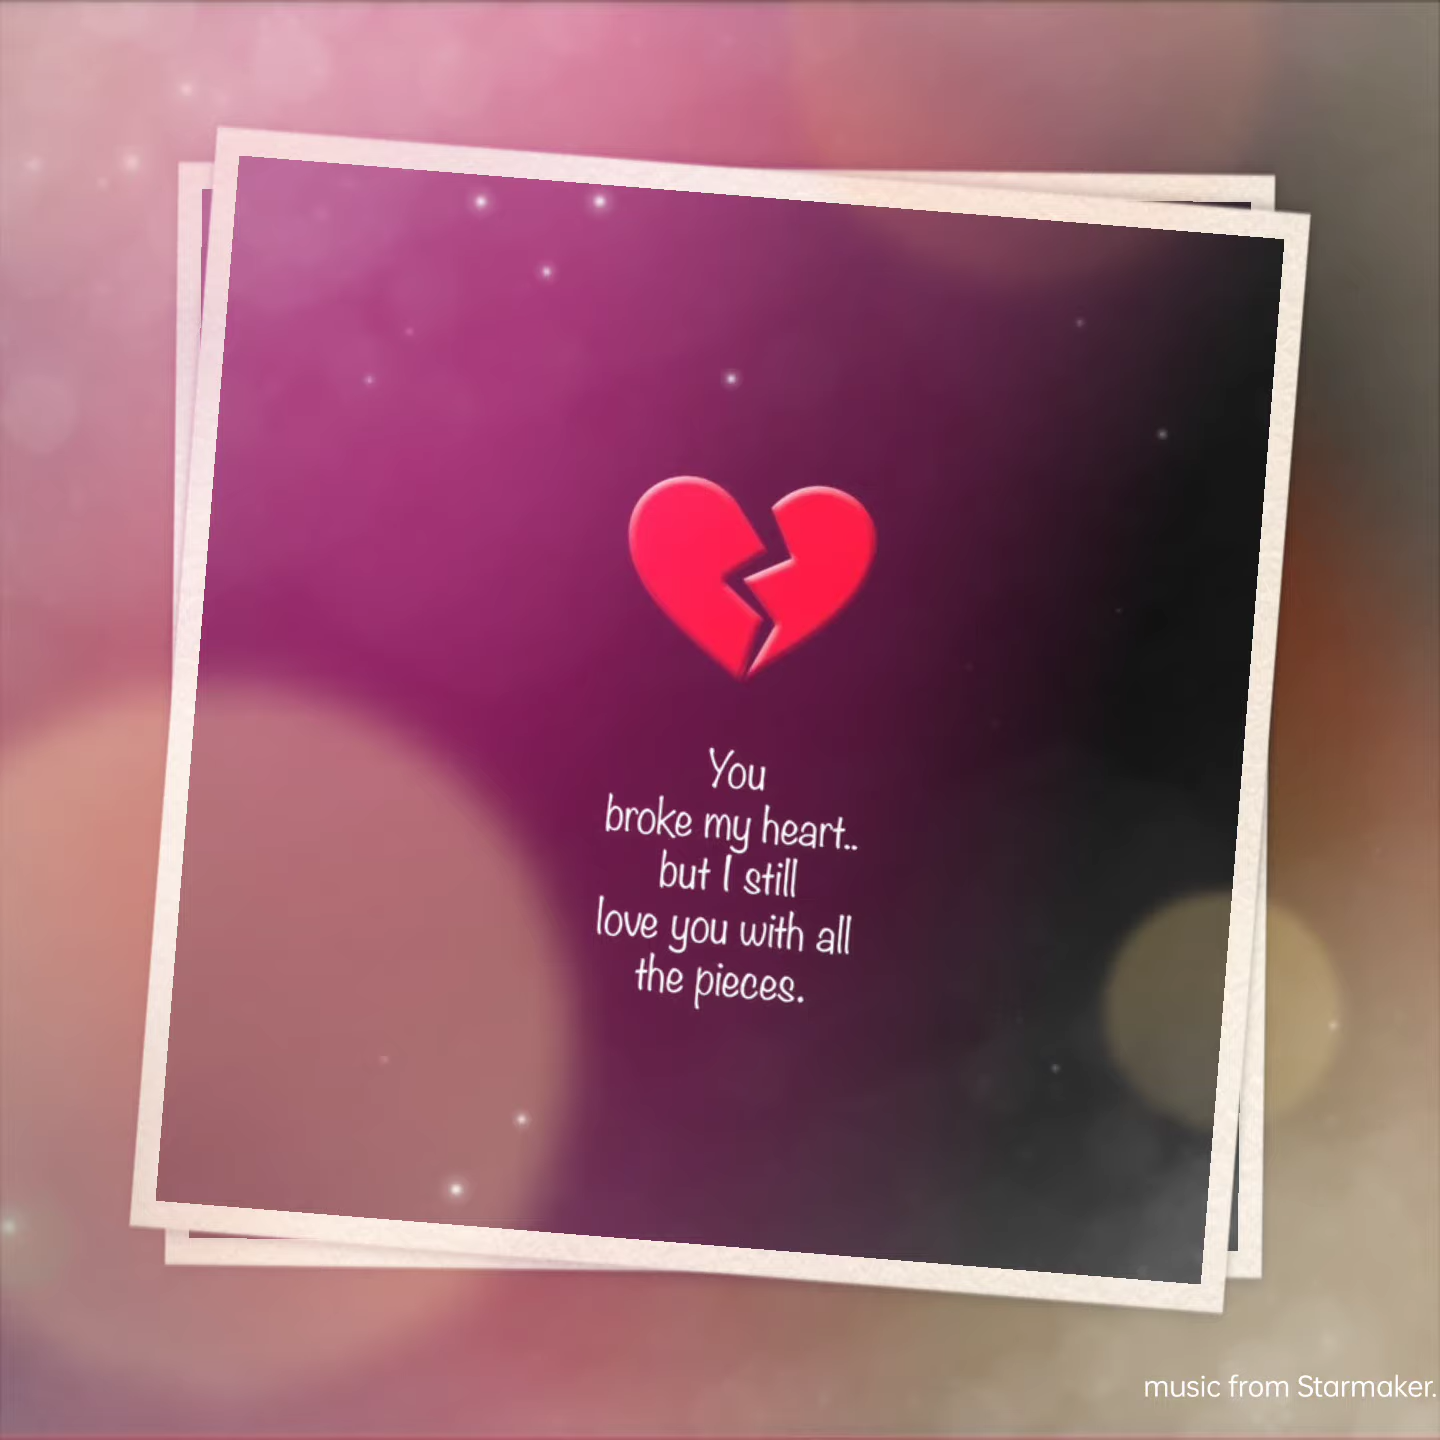 You
broke my heart..
but I still
love you with all
the pieces.
music from Starmaker.